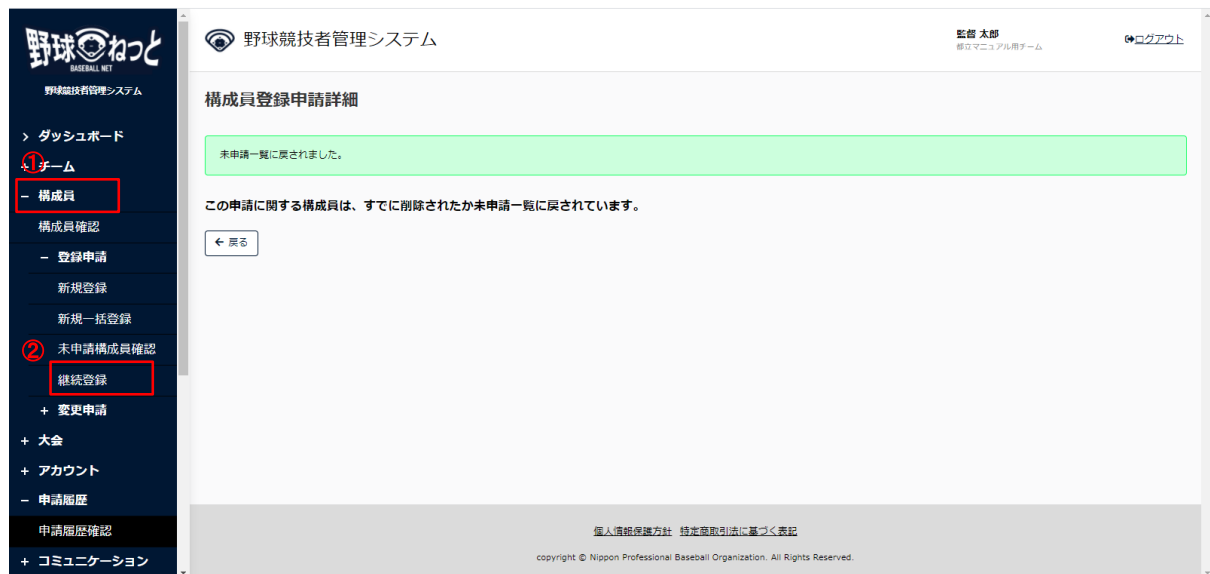 野球ねっと
BASEBALL NET
野球競技者管理システム
> ダッシュボード
①
+ チーム
− 構成員
構成員確認
− 登録申請
新規登録
新規一括登録
②
未申請構成員確認
継続登録
+ 変更申請
+ 大会
+ アカウント
− 申請履歴
申請履歴確認
+ コミュニケーション
野球競技者管理システム
監督 太郎
都立マニュアル用チーム
ログアウト
構成員登録申請詳細
未申請一覧に戻されました。
この申請に関する構成員は、すでに削除されたか未申請一覧に戻されています。
← 戻る
個人情報保護方針 特定商取引法に基づく表記
copyright © Nippon Professional Baseball Organization. All Rights Reserved.